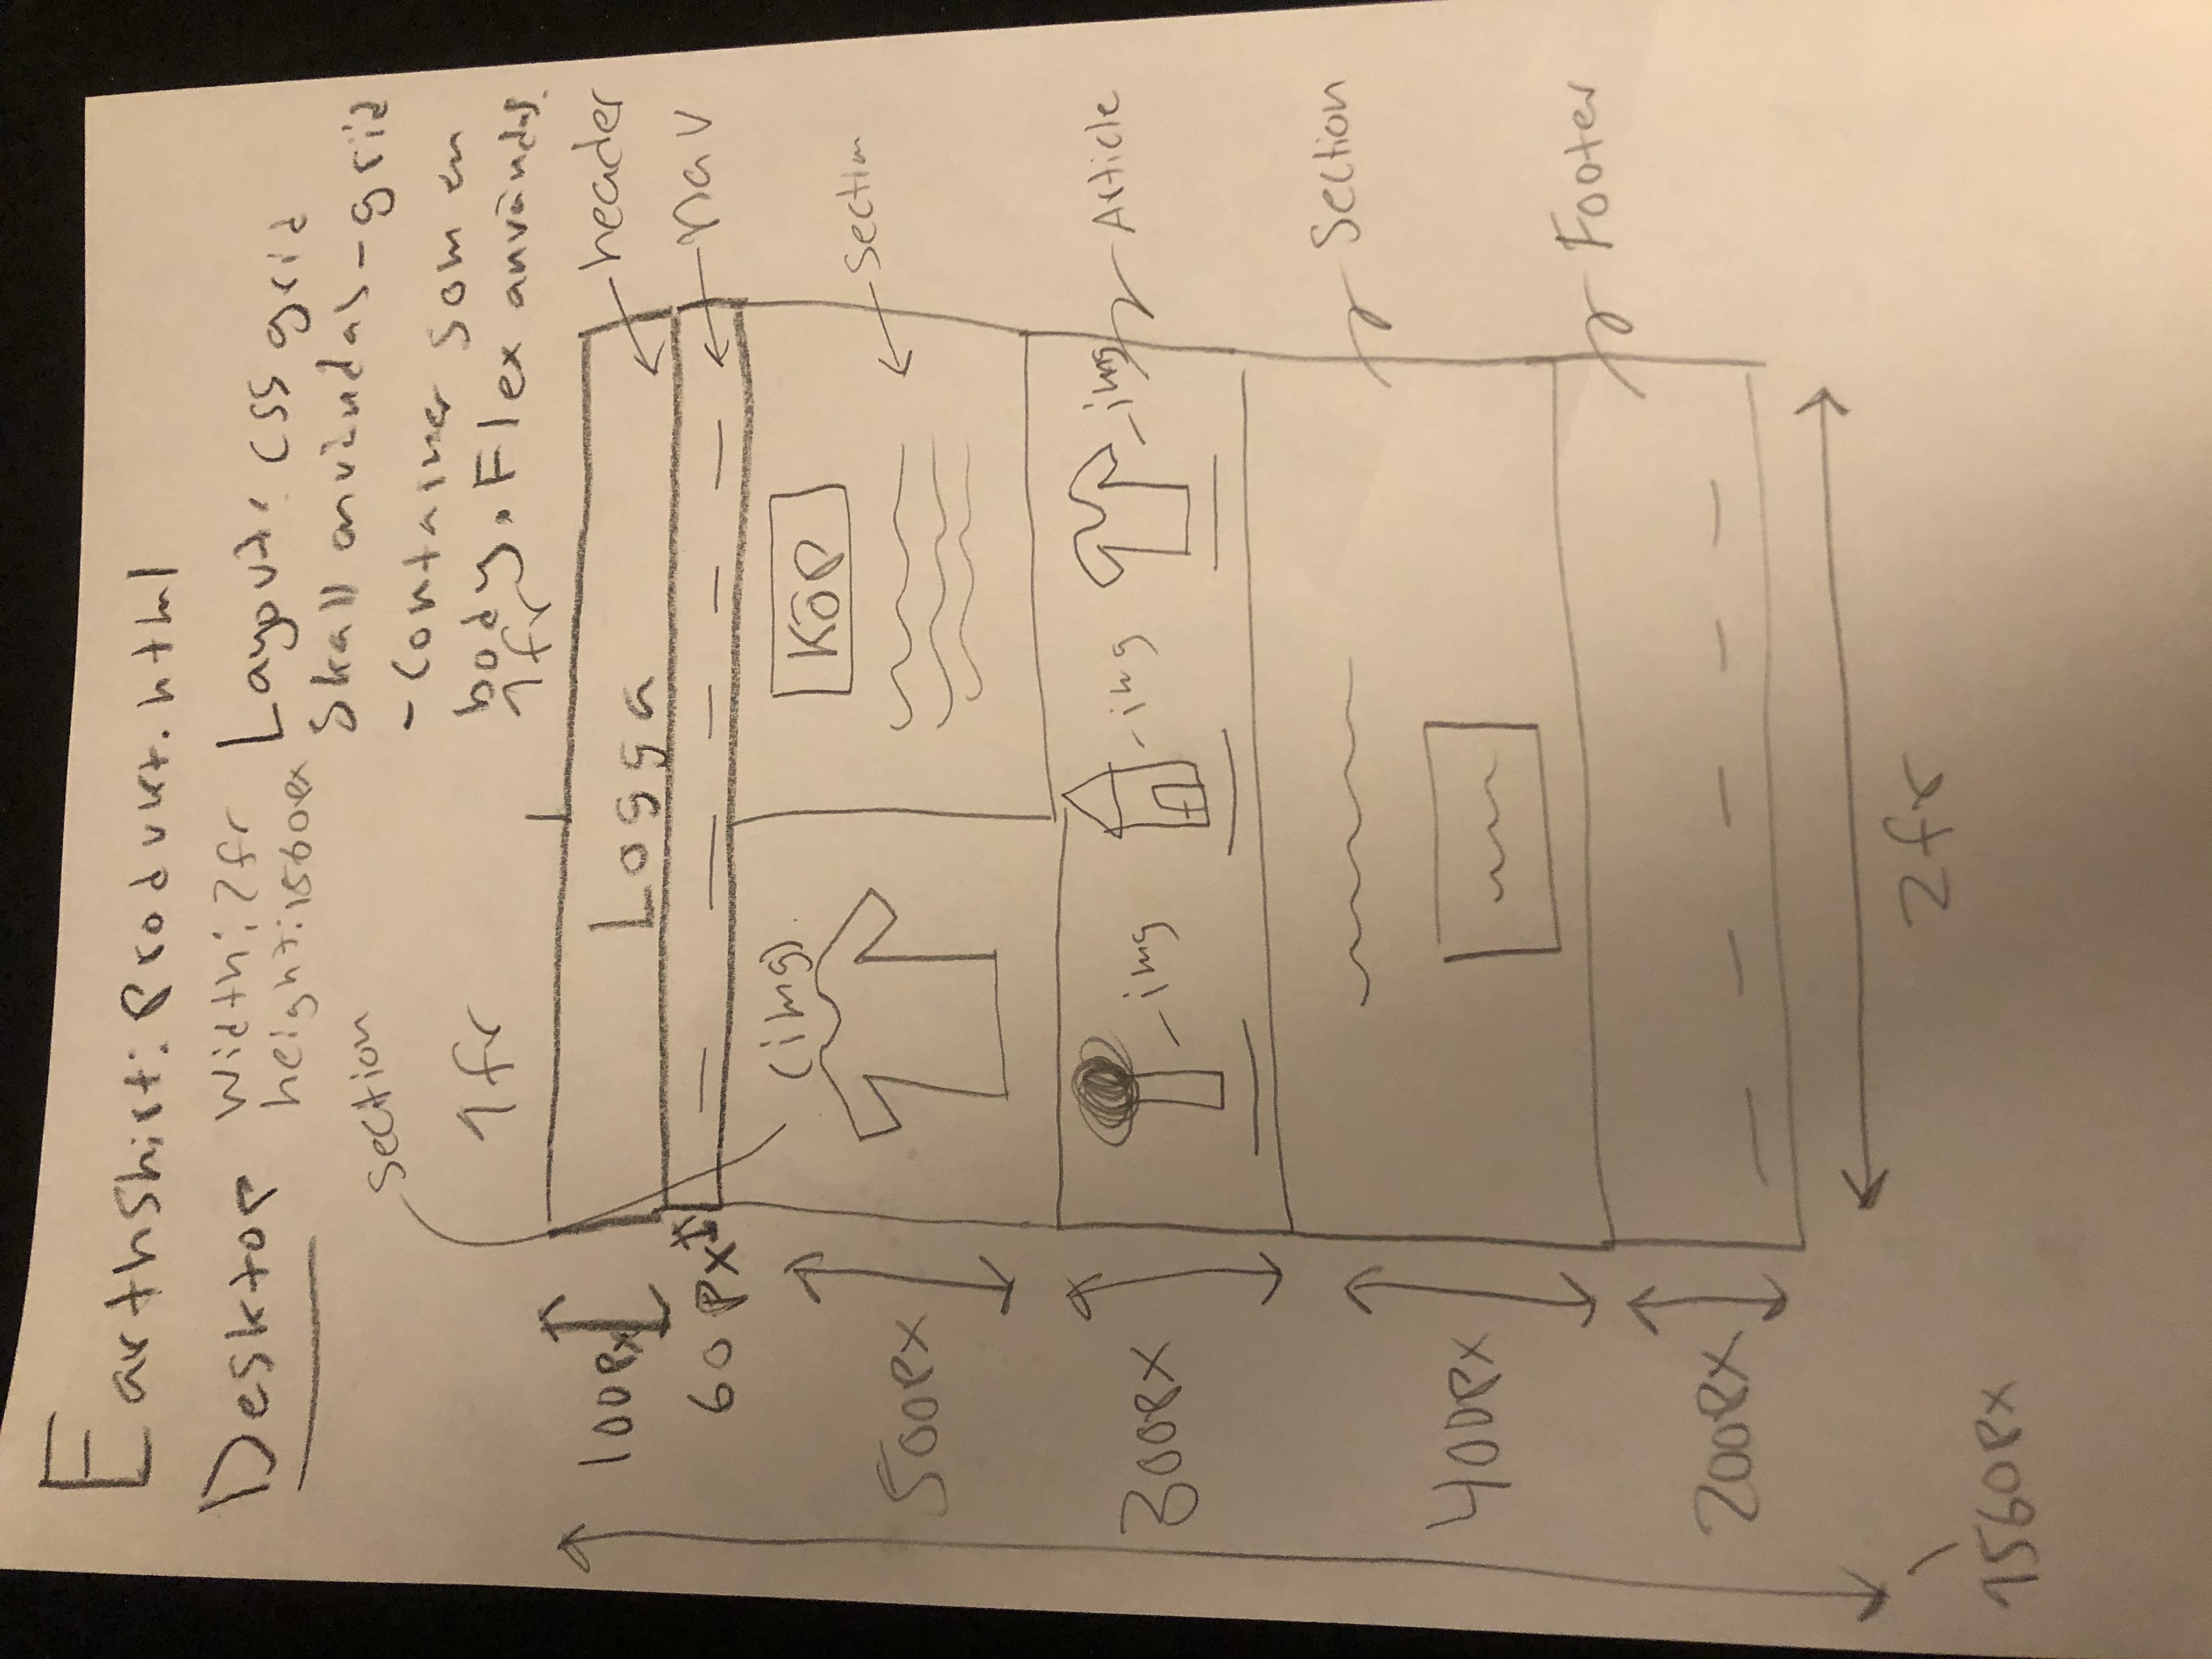 EarthShirt: Produkt.html
Desktop
Width: 2fr
height: 1560px
Layout: CSS grid
Skall användas - grid
- Container som en
body. Flex användas.
Section
1fr
1fr
100px
Logga
header
60px
nav
(img)
KÖP
500px
Section
300px
- img
- img
- img
Article
Section
400px
Footer
200px
2fr
1560px